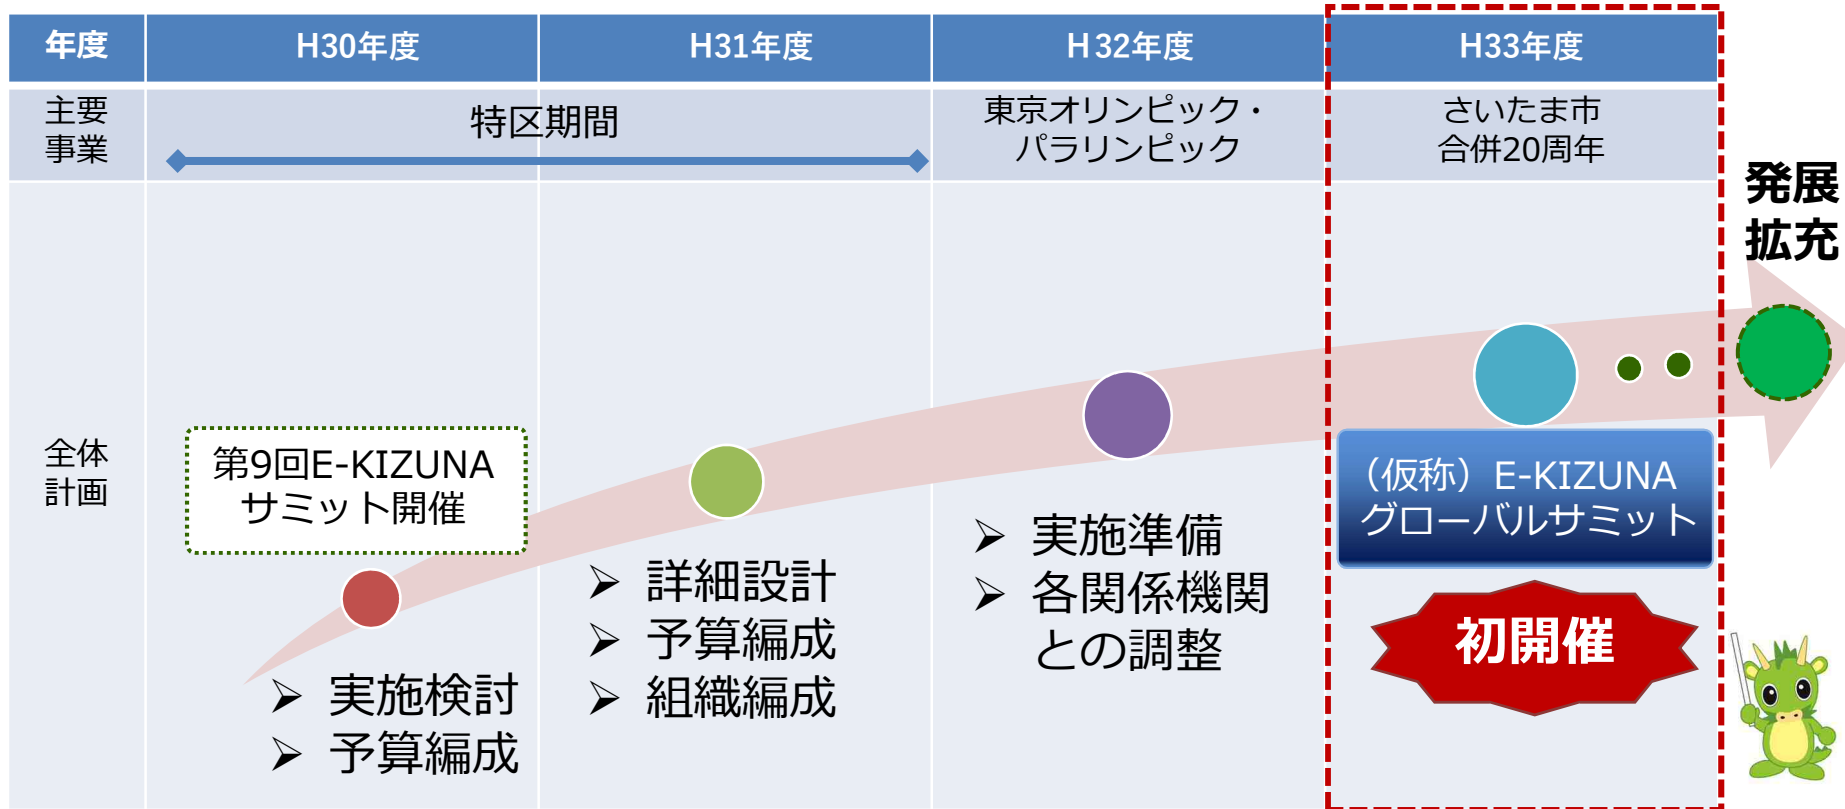 年度
H30年度
H31年度
H32年度
H33年度
主要
事業
特区期間
東京オリンピック・
パラリンピック
さいたま市
合併20周年
発展
拡充
全体
計画
第9回E-KIZUNA
サミット開催
➢ 実施検討
➢ 予算編成
➢ 詳細設計
➢ 予算編成
➢ 組織編成
➢ 実施準備
➢ 各関係機関
との調整
（仮称）E-KIZUNA
グローバルサミット
初開催